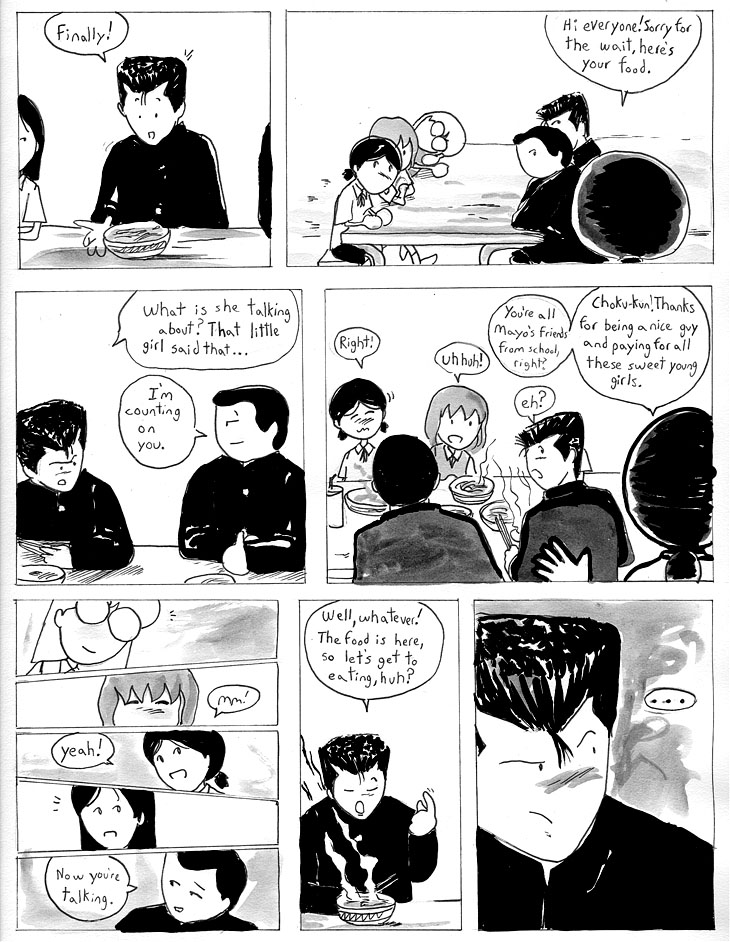 Finally!
Hi everyone! Sorry for
the wait, here's
your food.
What is she talking
about? That little
girl said that...
I'm
counting
on
you.
Right!
uhhuh!
You're all
Mayo's friends
from school,
right?
Choku-kun! Thanks
for being a nice guy
and paying for all
these sweet young
girls.
eh?
mm!
yeah!
Now you're
talking.
Well, whatever!
The food is here,
so let's get to
eating, huh?
...